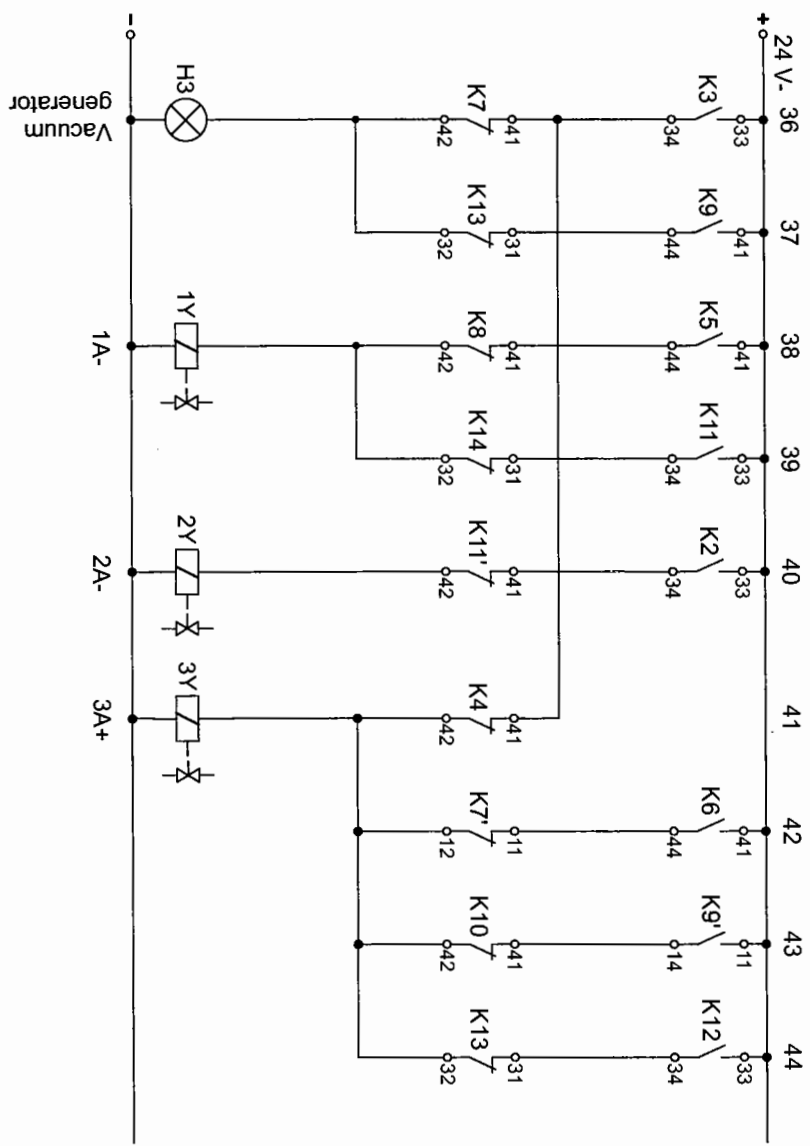 24 V- 36 37 38 39 40 41 42 43 44
+
33 41 41 33 33 41 11 33
K3 K9 K5 K11 K2 K6 K9' K12
34 44 44 34 34 44 14 34
41 31 41 31 41 41 11 41 31
K7 K13 K8 K14 K11' K4 K7' K10 K13
42 32 42 32 42 42 12 42 32
H3 1Y 2Y 3Y
-
Vacuum
generator
1A- 2A- 3A+